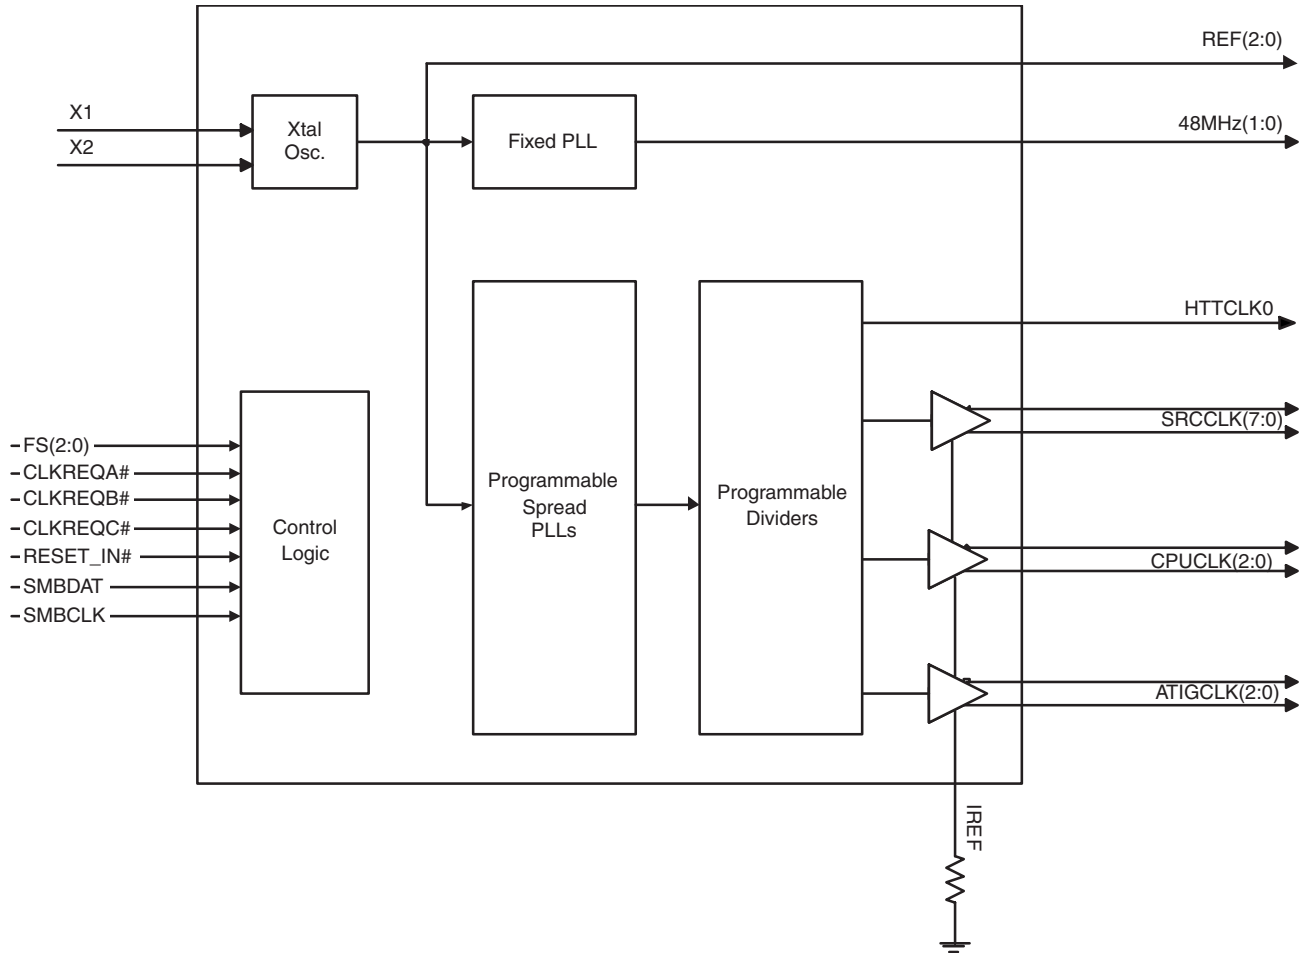 REF(2:0)
X1
X2
Xtal
Osc.
Fixed PLL
48MHz(1:0)
HTTCLK0
SRCCLK(7:0)
FS(2:0)
CLKREQA#
CLKREQB#
CLKREQC#
RESET_IN#
SMBDAT
SMBCLK
Control
Logic
Programmable
Spread
PLLs
Programmable
Dividers
CPUCLK(2:0)
ATIGCLK(2:0)
IREF